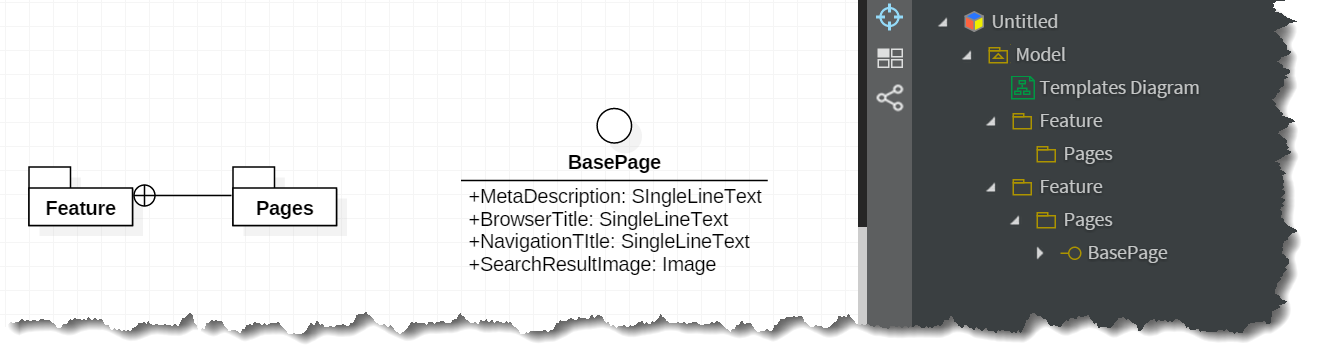 Feature
Pages
BasePage
+MetaDescription: SIngleLineText
+BrowserTitle: SingleLineText
+NavigationTItle: SingleLineText
+SearchResultImage: Image
Untitled
Model
Templates Diagram
Feature
Pages
Feature
Pages
BasePage